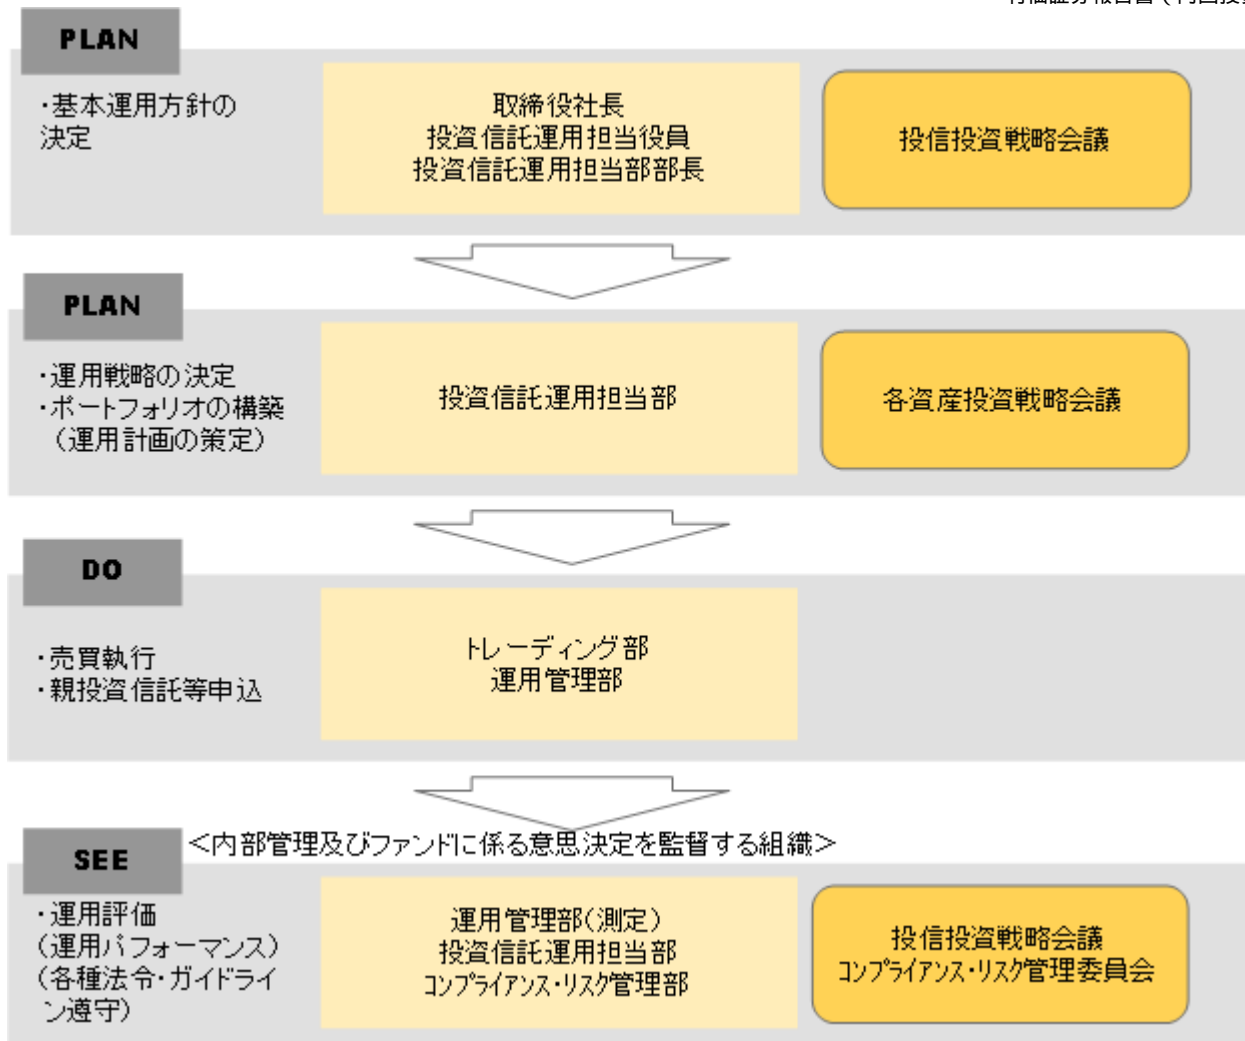 PLAN
・基本運用方針の
決定
取締役社長
投資信託運用担当役員
投資信託運用担当部部長
投信投資戦略会議
PLAN
・運用戦略の決定
・ポートフォリオの構築
（運用計画の策定）
投資信託運用担当部
各資産投資戦略会議
DO
・売買執行
・親投資信託等申込
トレーディング部
運用管理部
SEE
＜内部管理及びファンドに係る意思決定を監督する組織＞
・運用評価
（運用パフォーマンス）
（各種法令・ガイドライ
ン遵守）
運用管理部（測定）
投資信託運用担当部
コンプライアンス・リスク管理部
投信投資戦略会議
コンプライアンス・リスク管理委員会